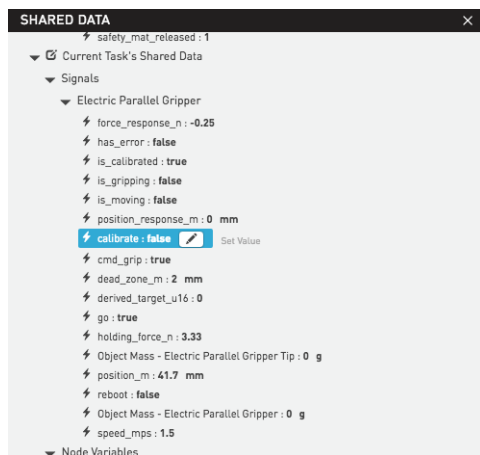 SHARED DATA
safety_mat_released : 1
Current Task's Shared Data
Signals
Electric Parallel Gripper
force_response_n : -0.25
has_error : false
is_calibrated : true
is_gripping : false
is_moving : false
position_response_m : 0 mm
calibrate : false Set Value
cmd_grip : true
dead_zone_m : 2 mm
derived_target_u16 : 0
go : true
holding_force_n : 3.33
Object Mass - Electric Parallel Gripper Tip : 0 g
position_m : 41.7 mm
reboot : false
Object Mass - Electric Parallel Gripper : 0 g
speed_mps : 1.5
Node Variables